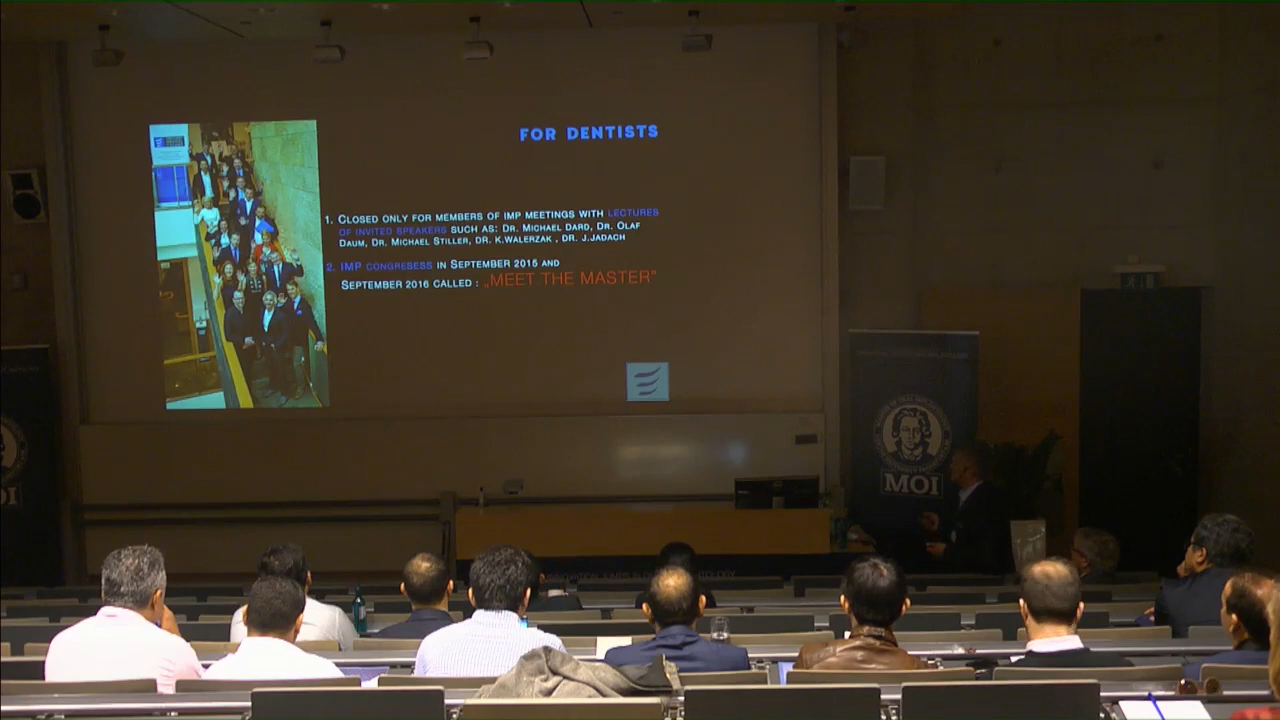 FOR DENTISTS
1. CLOSED ONLY FOR MEMBERS OF IMP MEETINGS WITH LECTURES
OF INVITED SPEAKERS SUCH AS: DR. MICHAEL DARD, DR. OLAF
DAUM, DR. MICHAEL STILLER, DR. K.WALERZAK , DR. J.JADACH
2. IMP CONGRESESS IN SEPTEMBER 2015 AND
SEPTEMBER 2016 CALLED : „MEET THE MASTER"
MOI
MOI